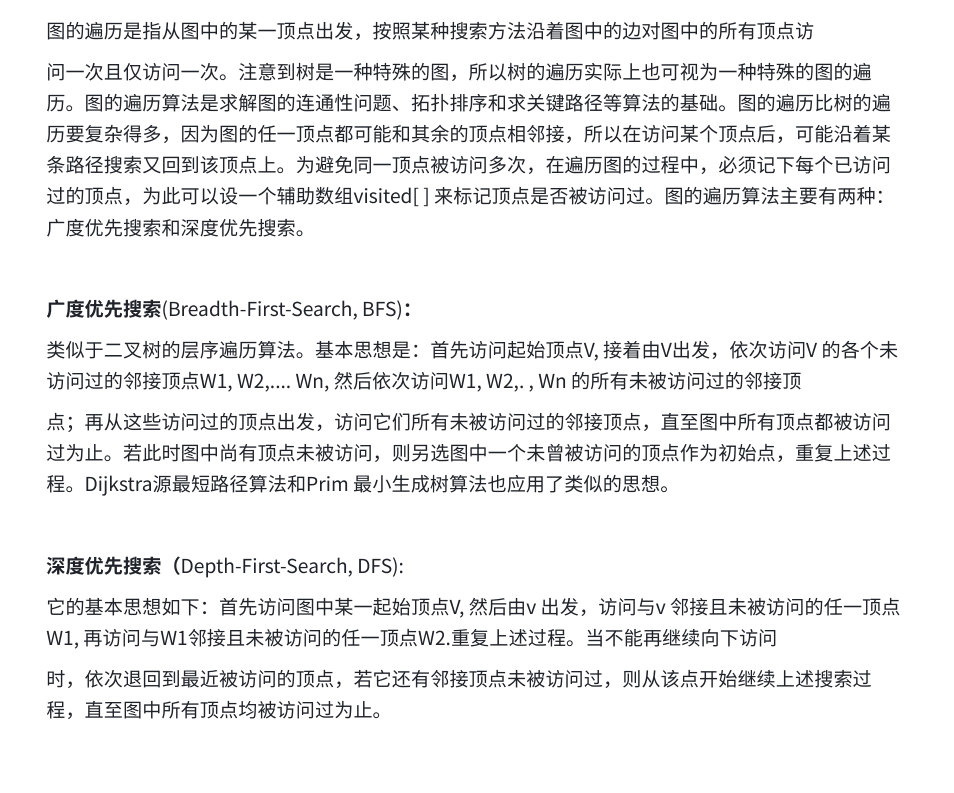 图的遍历是指从图中的某一顶点出发，按照某种搜索方法沿着图中的边对图中的所有顶点访
问一次且仅访问一次。注意到树是一种特殊的图，所以树的遍历实际上也可视为一种特殊的图的遍
历。图的遍历算法是求解图的连通性问题、拓扑排序和求关键路径等算法的基础。图的遍历比树的遍
历要复杂得多，因为图的任一顶点都可能和其余的顶点相邻接，所以在访问某个顶点后，可能沿着某
条路径搜索又回到该顶点上。为避免同一顶点被访问多次，在遍历图的过程中，必须记下每个已访问
过的顶点，为此可以设一个辅助数组visited[ ] 来标记顶点是否被访问过。图的遍历算法主要有两种：
广度优先搜索和深度优先搜索。
广度优先搜索(Breadth-First-Search, BFS)：
类似于二叉树的层序遍历算法。基本思想是：首先访问起始顶点V, 接着由V出发，依次访问V 的各个未
访问过的邻接顶点W1, W2,.... Wn, 然后依次访问W1, W2,. , Wn 的所有未被访问过的邻接顶
点；再从这些访问过的顶点出发，访问它们所有未被访问过的邻接顶点，直至图中所有顶点都被访问
过为止。若此时图中尚有顶点未被访问，则另选图中一个未曾被访问的顶点作为初始点，重复上述过
程。Dijkstra源最短路径算法和Prim 最小生成树算法也应用了类似的思想。
深度优先搜索（Depth-First-Search, DFS):
它的基本思想如下：首先访问图中某一起始顶点V, 然后由v 出发，访问与v 邻接且未被访问的任一顶点
W1, 再访问与W1邻接且未被访问的任一顶点W2.重复上述过程。当不能再继续向下访问
时，依次退回到最近被访问的顶点，若它还有邻接顶点未被访问过，则从该点开始继续上述搜索过
程，直至图中所有顶点均被访问过为止。